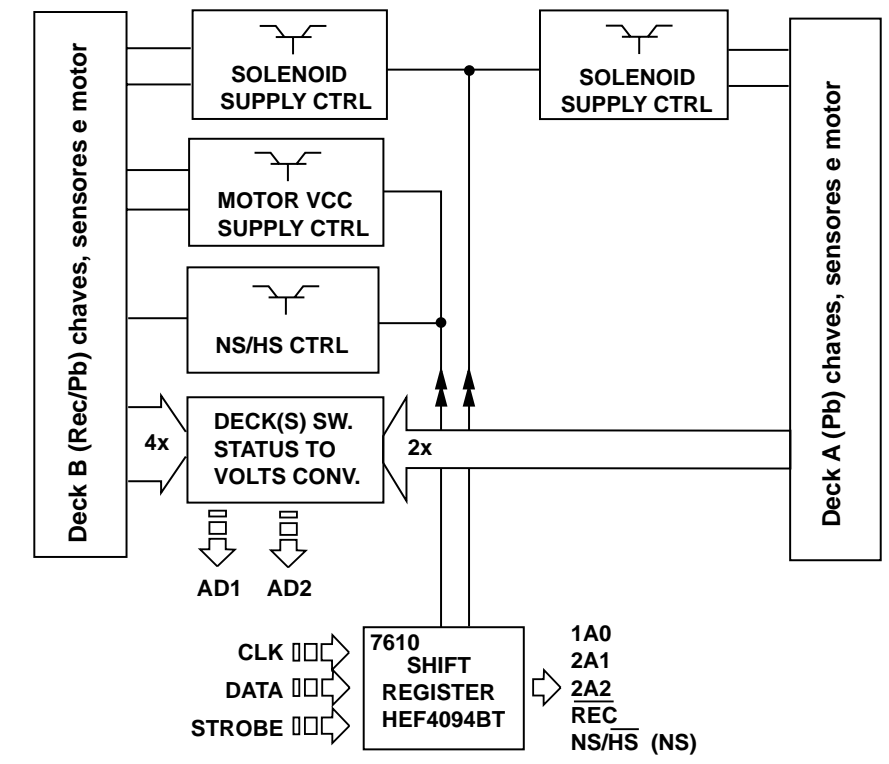 Deck B (Rec/Pb) chaves, sensores e motor
SOLENOID
SUPPLY CTRL
SOLENOID
SUPPLY CTRL
Deck A (Pb) chaves, sensores e motor
MOTOR VCC
SUPPLY CTRL
NS/HS CTRL
4x
DECK(S) SW.
STATUS TO
VOLTS CONV.
2x
AD1
AD2
CLK
DATA
STROBE
7610
SHIFT
REGISTER
HEF4094BT
1A0
2A1
2A2
REC
NS/HS (NS)